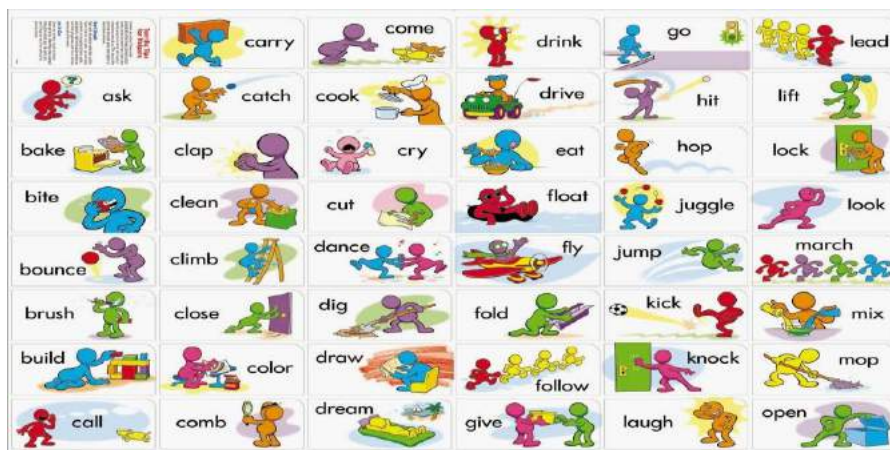 carry
come
drink
go
lead
ask
catch
cook
drive
hit
lift
bake
clap
cry
eat
hop
lock
bite
clean
cut
float
juggle
look
bounce
climb
dance
fly
jump
march
brush
close
dig
fold
kick
mix
build
color
draw
follow
knock
mop
call
comb
dream
give
laugh
open